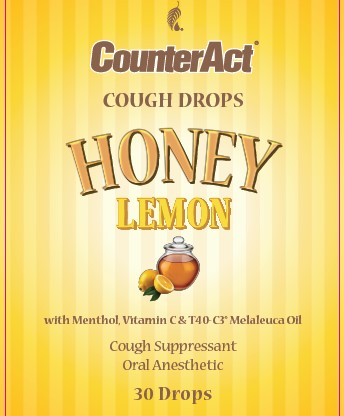 CounterAct®
COUGH DROPS
HONEY
LEMON
with Menthol, Vitamin C & T40-C3® Melaleuca Oil
Cough Suppressant
Oral Anesthetic
30 Drops